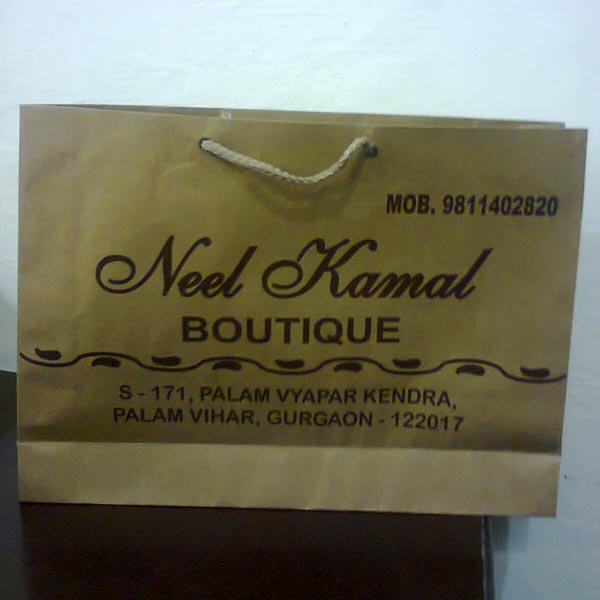 MOB. 9811402820
Neel Kamal
BOUTIQUE
S - 171, PALAM VYAPAR KENDRA,
PALAM VIHAR, GURGAON - 122017